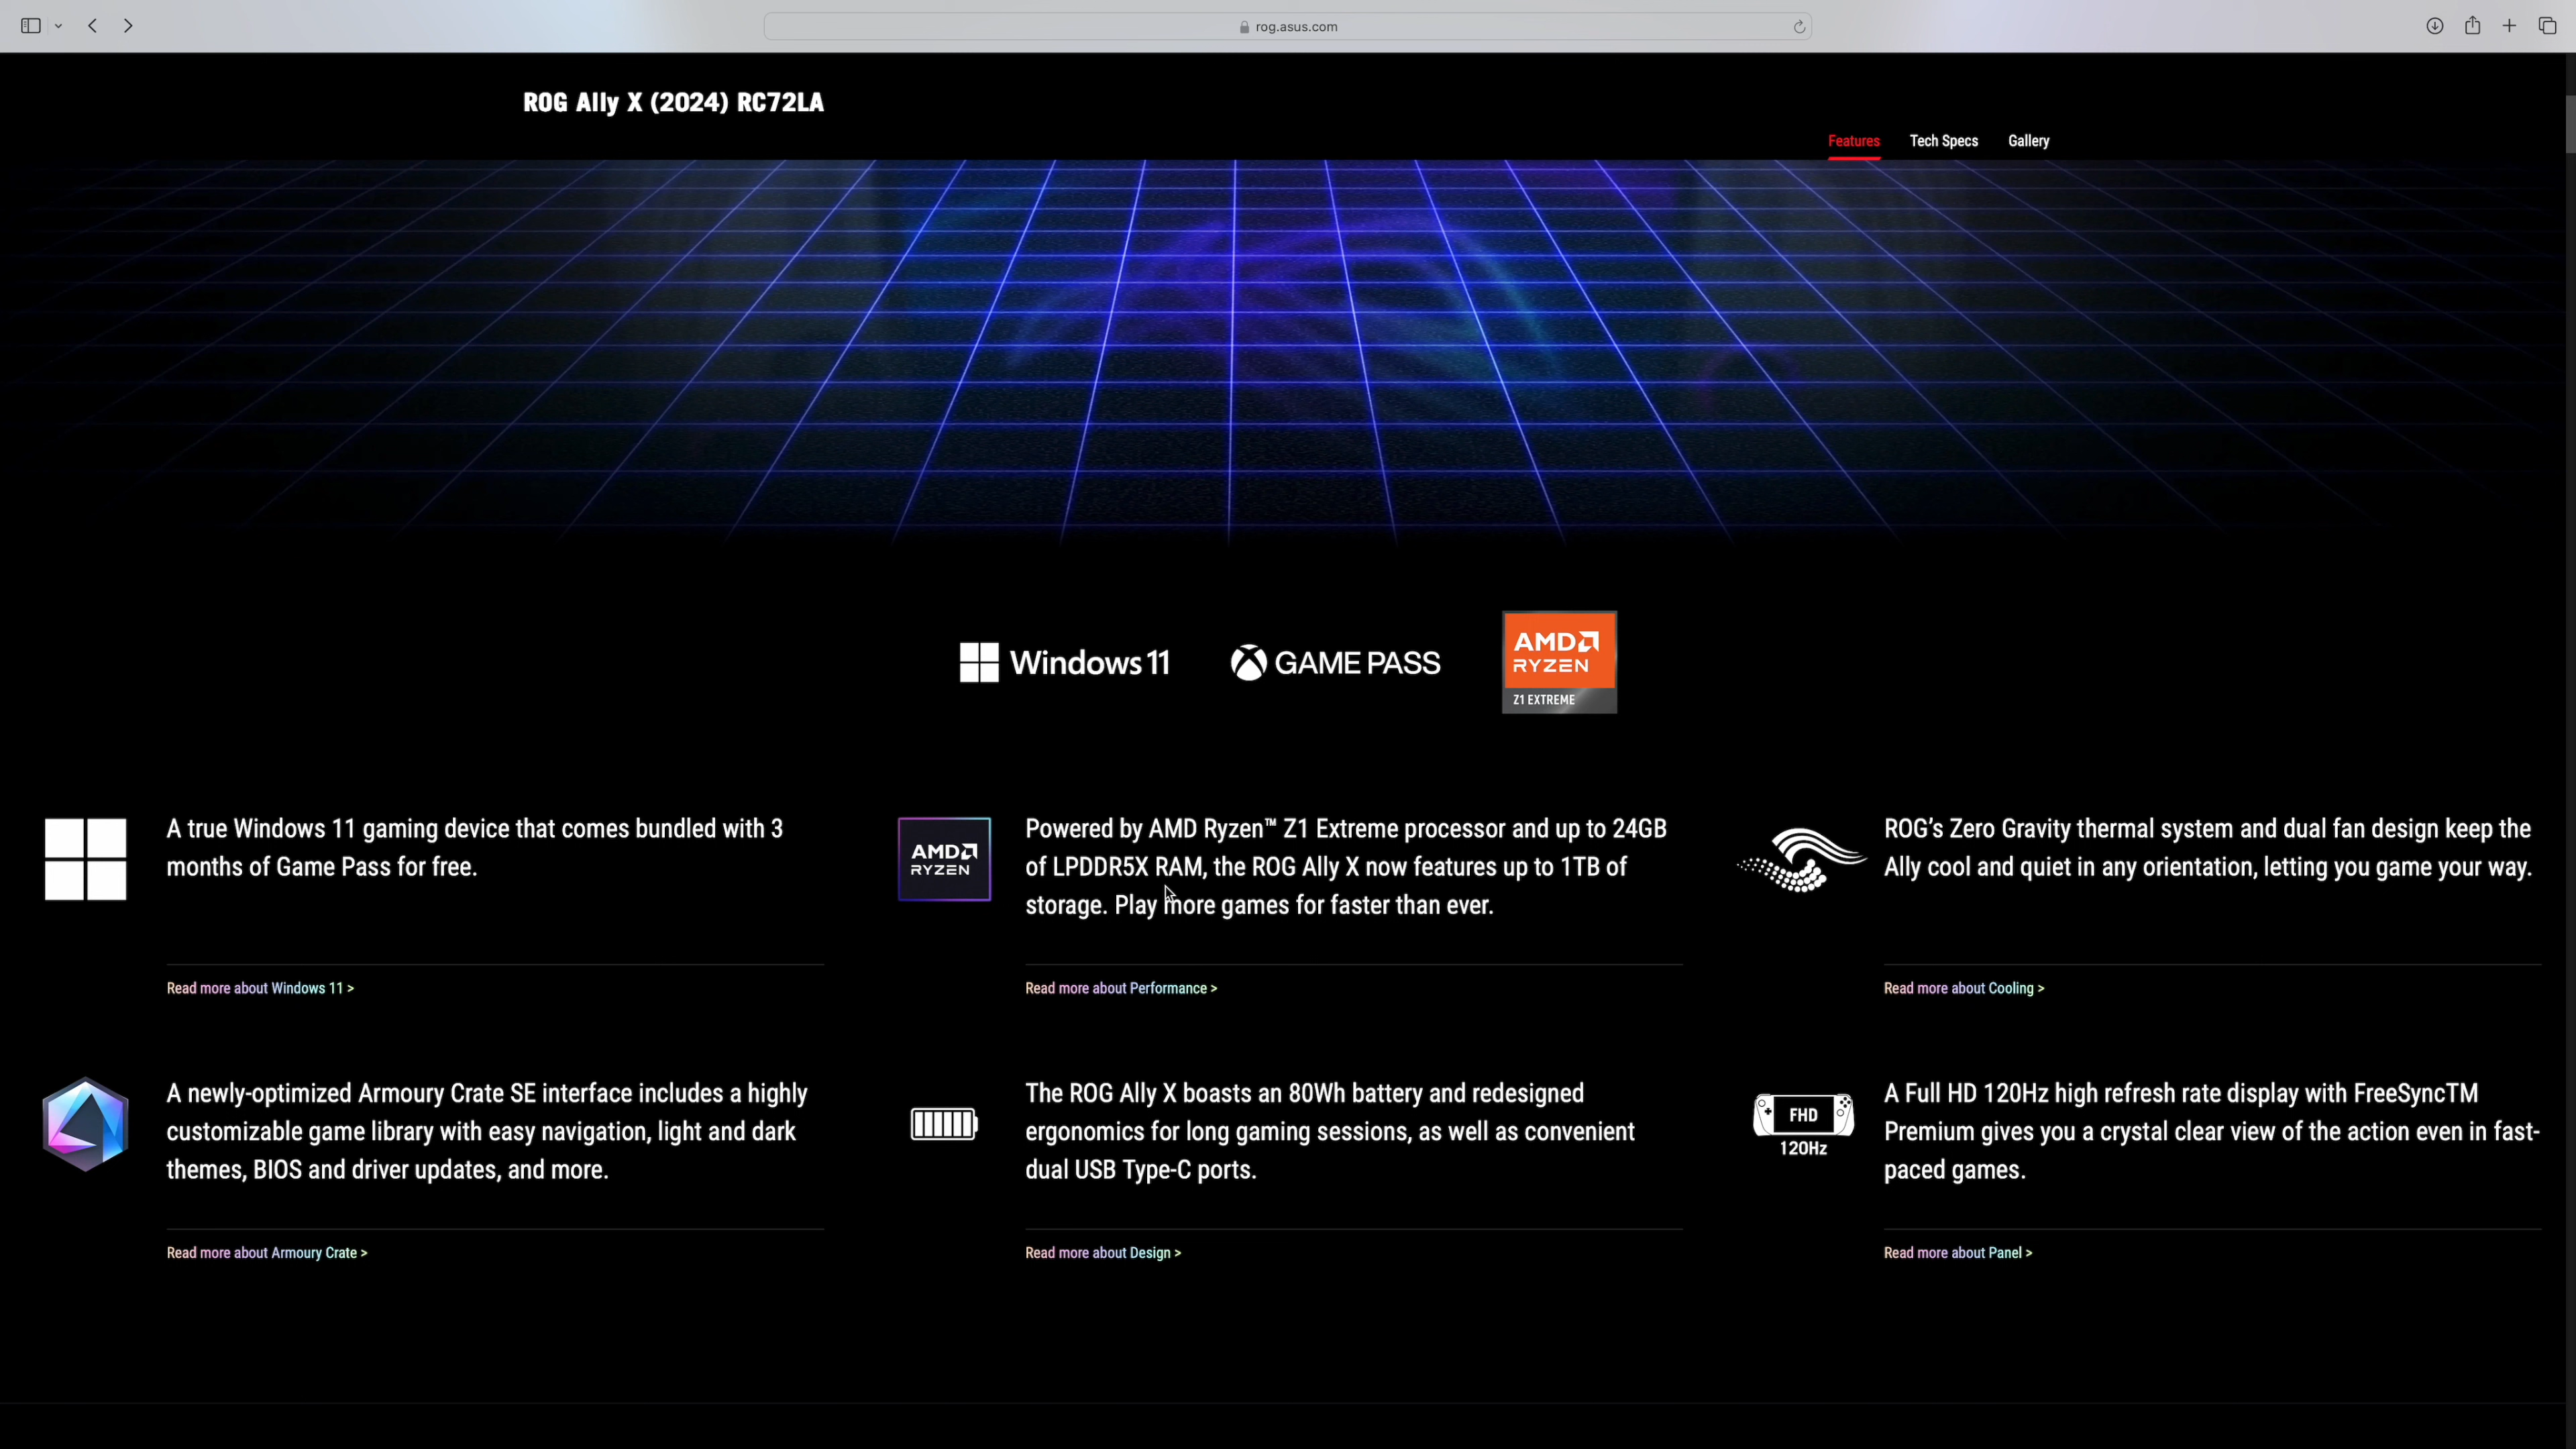 rog.asus.com
ROG Ally X (2024) RC72LA
Features
Tech Specs
Gallery
Windows 11
GAME PASS
AMD
RYZEN
Z1 EXTREME
A true Windows 11 gaming device that comes bundled with 3
months of Game Pass for free.
Read more about Windows 11 >
AMD
RYZEN
Powered by AMD Ryzen™ Z1 Extreme processor and up to 24GB
of LPDDR5X RAM, the ROG Ally X now features up to 1TB of
storage. Play more games for faster than ever.
Read more about Performance >
ROG’s Zero Gravity thermal system and dual fan design keep the
Ally cool and quiet in any orientation, letting you game your way.
Read more about Cooling >
A newly-optimized Armoury Crate SE interface includes a highly
customizable game library with easy navigation, light and dark
themes, BIOS and driver updates, and more.
Read more about Armoury Crate >
The ROG Ally X boasts an 80Wh battery and redesigned
ergonomics for long gaming sessions, as well as convenient
dual USB Type-C ports.
Read more about Design >
FHD
120Hz
A Full HD 120Hz high refresh rate display with FreeSyncTM
Premium gives you a crystal clear view of the action even in fast-
paced games.
Read more about Panel >